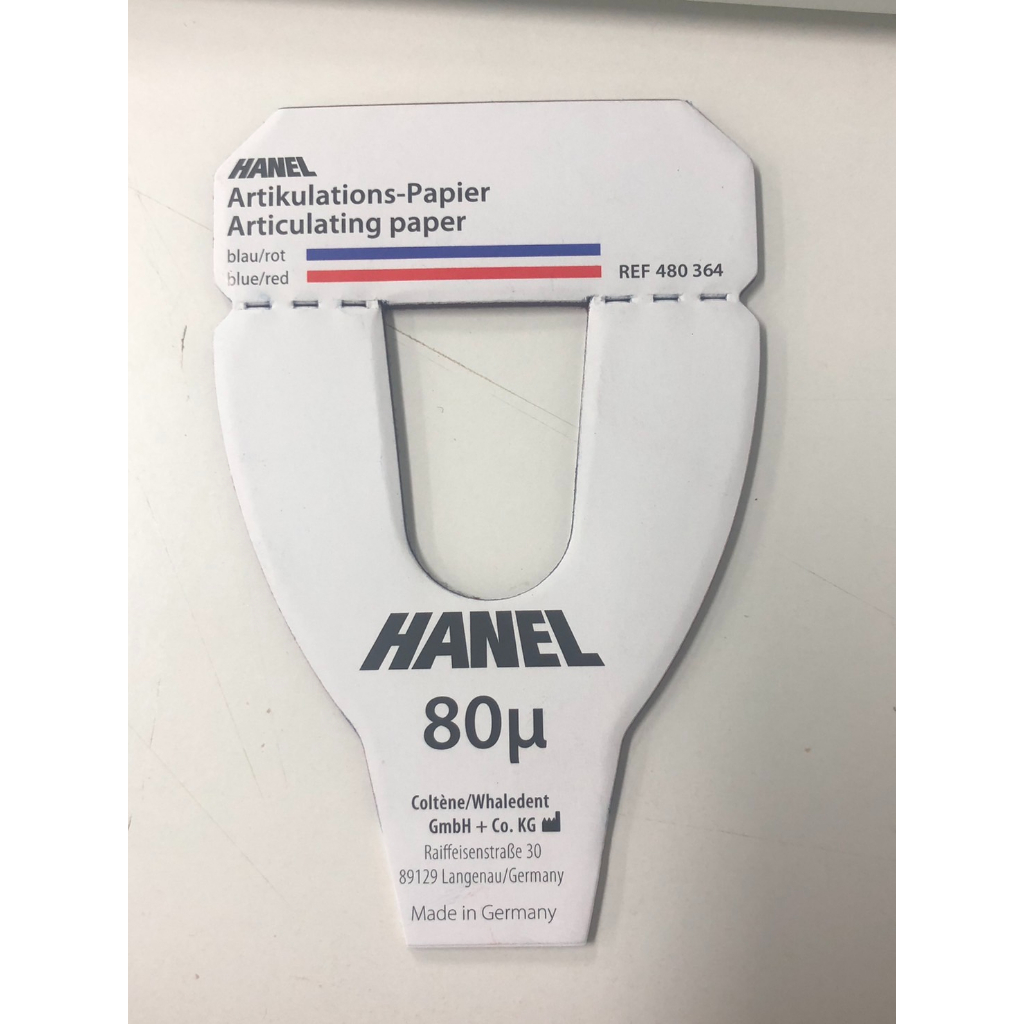 HANEL
Artikulations-Papier
Articulating paper
blau/rot
blue/red
REF 480 364
HANEL
80µ
Coltène/Whaledent
GmbH + Co. KG
Raiffeisenstraße 30
89129 Langenau/Germany
Made in Germany